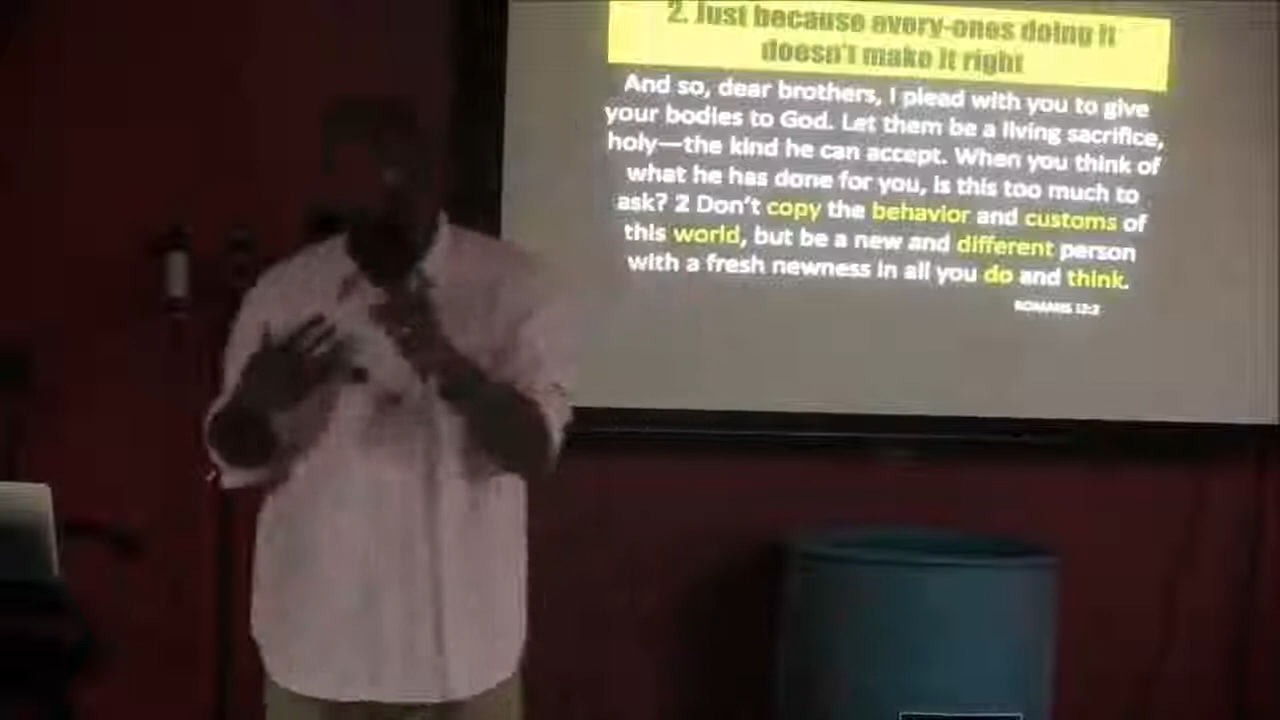 2. Just because every-ones doing it
doesn't make it right
And so, dear brothers, I plead with you to give
your bodies to God. Let them be a living sacrifice,
holy—the kind he can accept. When you think of
what he has done for you, is this too much to
ask? 2 Don't copy the behavior and customs of
this world, but be a new and different person
with a fresh newness in all you do and think.
ROMANS 12:2